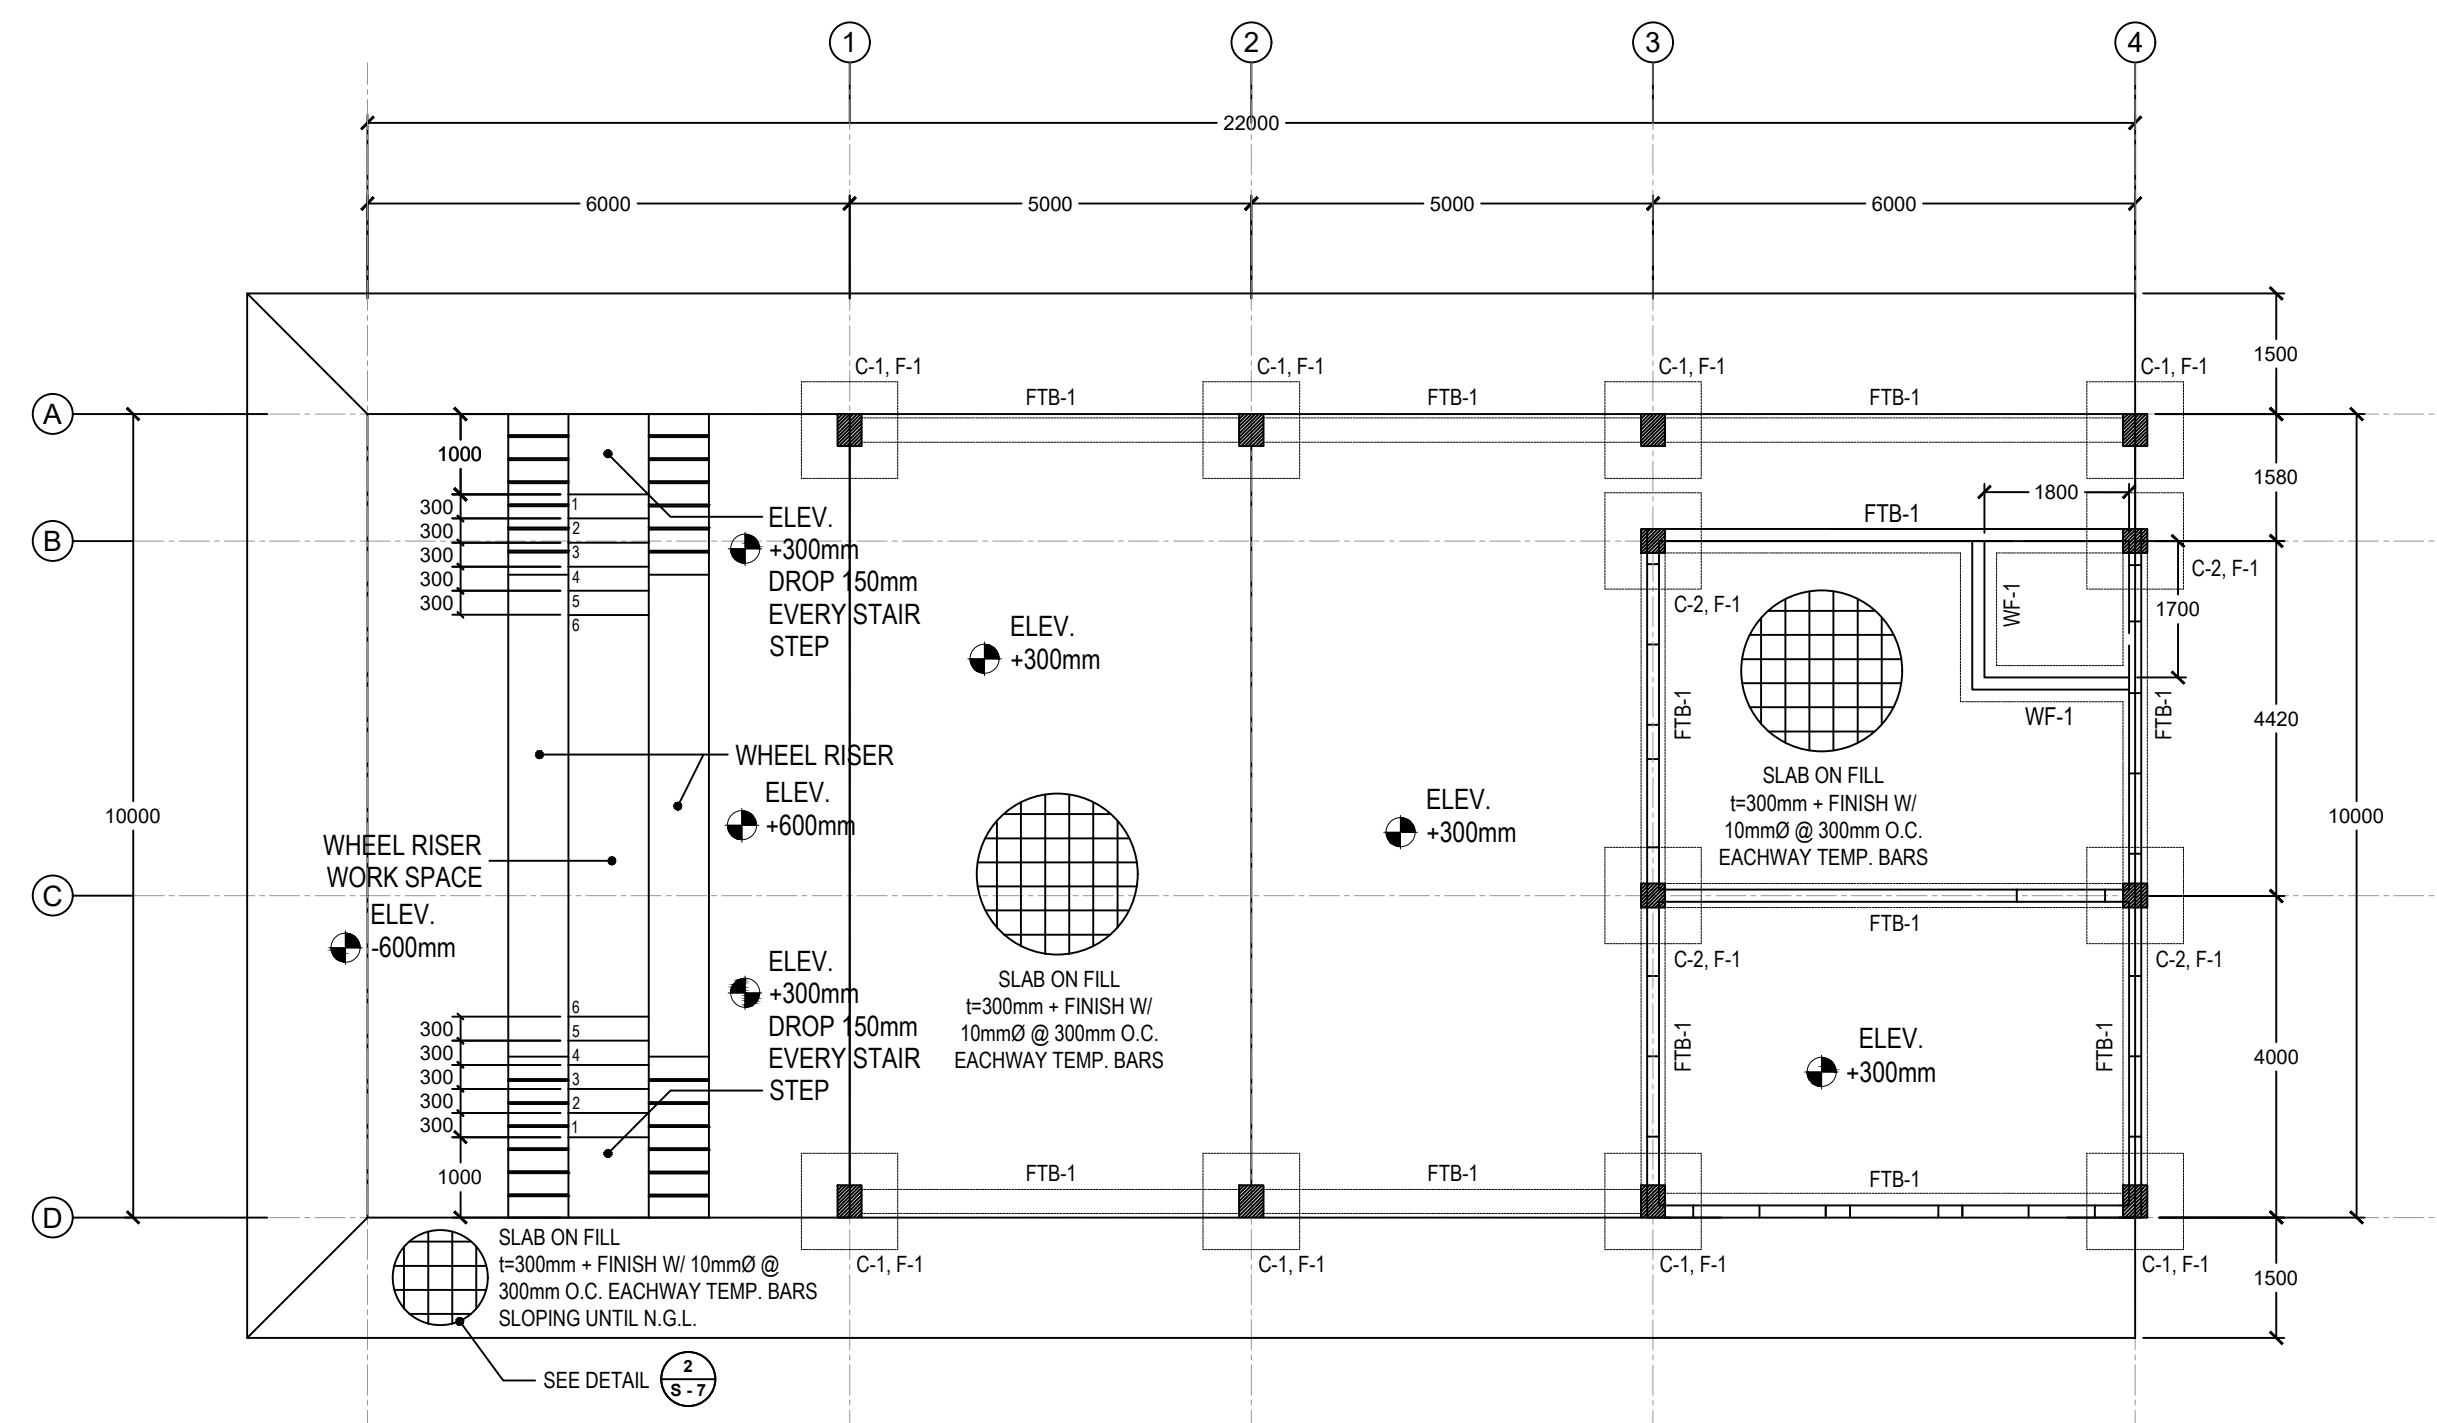 1
2
3
4
22000
6000
5000
5000
6000
1500
C-1, F-1
C-1, F-1
C-1, F-1
C-1, F-1
FTB-1
FTB-1
FTB-1
A
1000
1580
1800
300
1
ELEV.
FTB-1
300
2
B
300
3
+300mm
C-2, F-1
300
4
DROP 150mm
300
5
EVERY STAIR
C-2, F-1
WF-1
1700
6
STEP
ELEV.
+300mm
FTB-1
WF-1
FTB-1
4420
WHEEL RISER
SLAB ON FILL
t=300mm + FINISH W/
10mmØ @ 300mm O.C.
EACHWAY TEMP. BARS
ELEV.
+600mm
ELEV.
+300mm
10000
10000
WHEEL RISER
WORK SPACE
C
ELEV.
-600mm
FTB-1
C-2, F-1
C-2, F-1
ELEV.
+300mm
DROP 150mm
EVERY STAIR
STEP
SLAB ON FILL
t=300mm + FINISH W/
10mmØ @ 300mm O.C.
EACHWAY TEMP. BARS
6
300
5
300
4
300
3
300
2
300
1
FTB-1
FTB-1
ELEV.
+300mm
4000
1000
FTB-1
FTB-1
FTB-1
D
C-1, F-1
C-1, F-1
C-1, F-1
C-1, F-1
1500
SLAB ON FILL
t=300mm + FINISH W/ 10mmØ @
300mm O.C. EACHWAY TEMP. BARS
SLOPING UNTIL N.G.L.
SEE DETAIL
2
S - 7